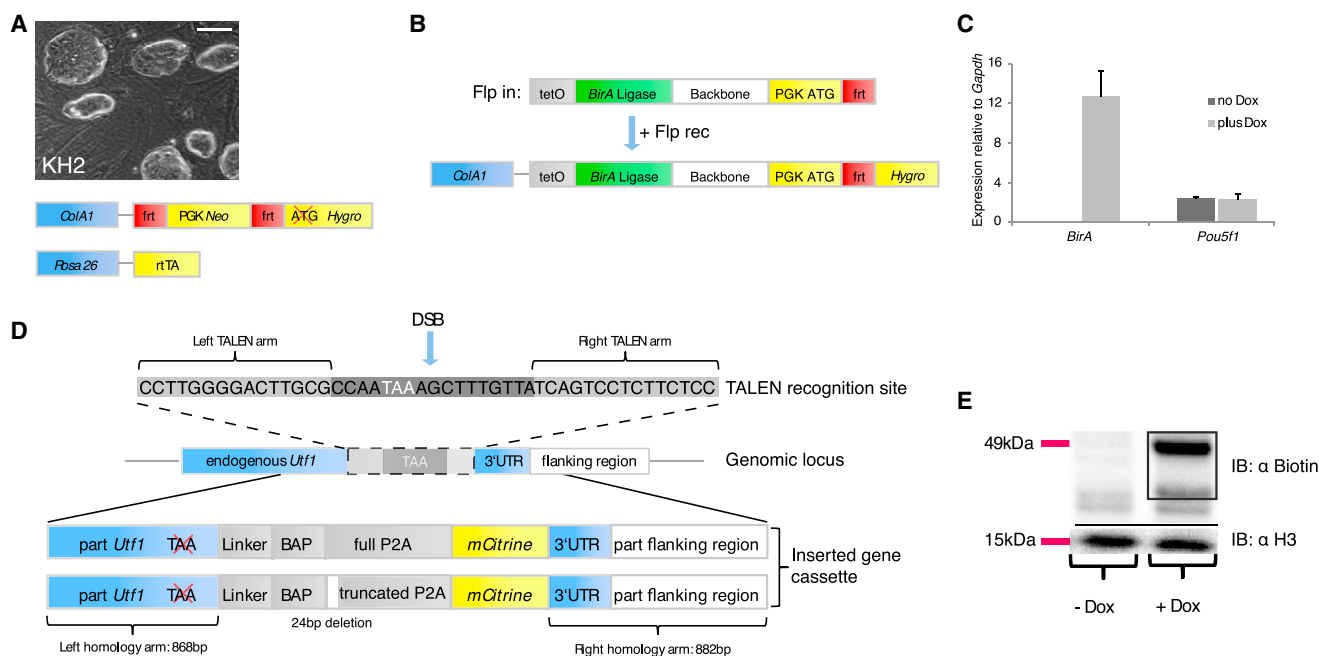 A
KH2
ColA1 frt PGK Neo frt ATG Hygro
Rosa 26 rtTA
B
Flp in: tetO BirA Ligase Backbone PGK ATG frt
+ Flp rec
ColA1 tetO BirA Ligase Backbone PGK ATG frt Hygro
C
Expression relative to Gapdh
16
12
8
4
0
BirA Pou5f1
no Dox
plus Dox
D
DSB
Left TALEN arm Right TALEN arm
CCTTGGGGACTTGCGCCAATAAAGCTTTGTTATCAGTCCTCTTCTCC TALEN recognition site
endogenous Utf1 TAA 3'UTR flanking region Genomic locus
part Utf1 TAA Linker BAP full P2A mCitrine 3'UTR part flanking region
Inserted gene cassette
part Utf1 TAA Linker BAP truncated P2A mCitrine 3'UTR part flanking region
24bp deletion
Left homology arm: 868bp Right homology arm: 882bp
E
49kDa IB: α Biotin
15kDa IB: α H3
- Dox + Dox